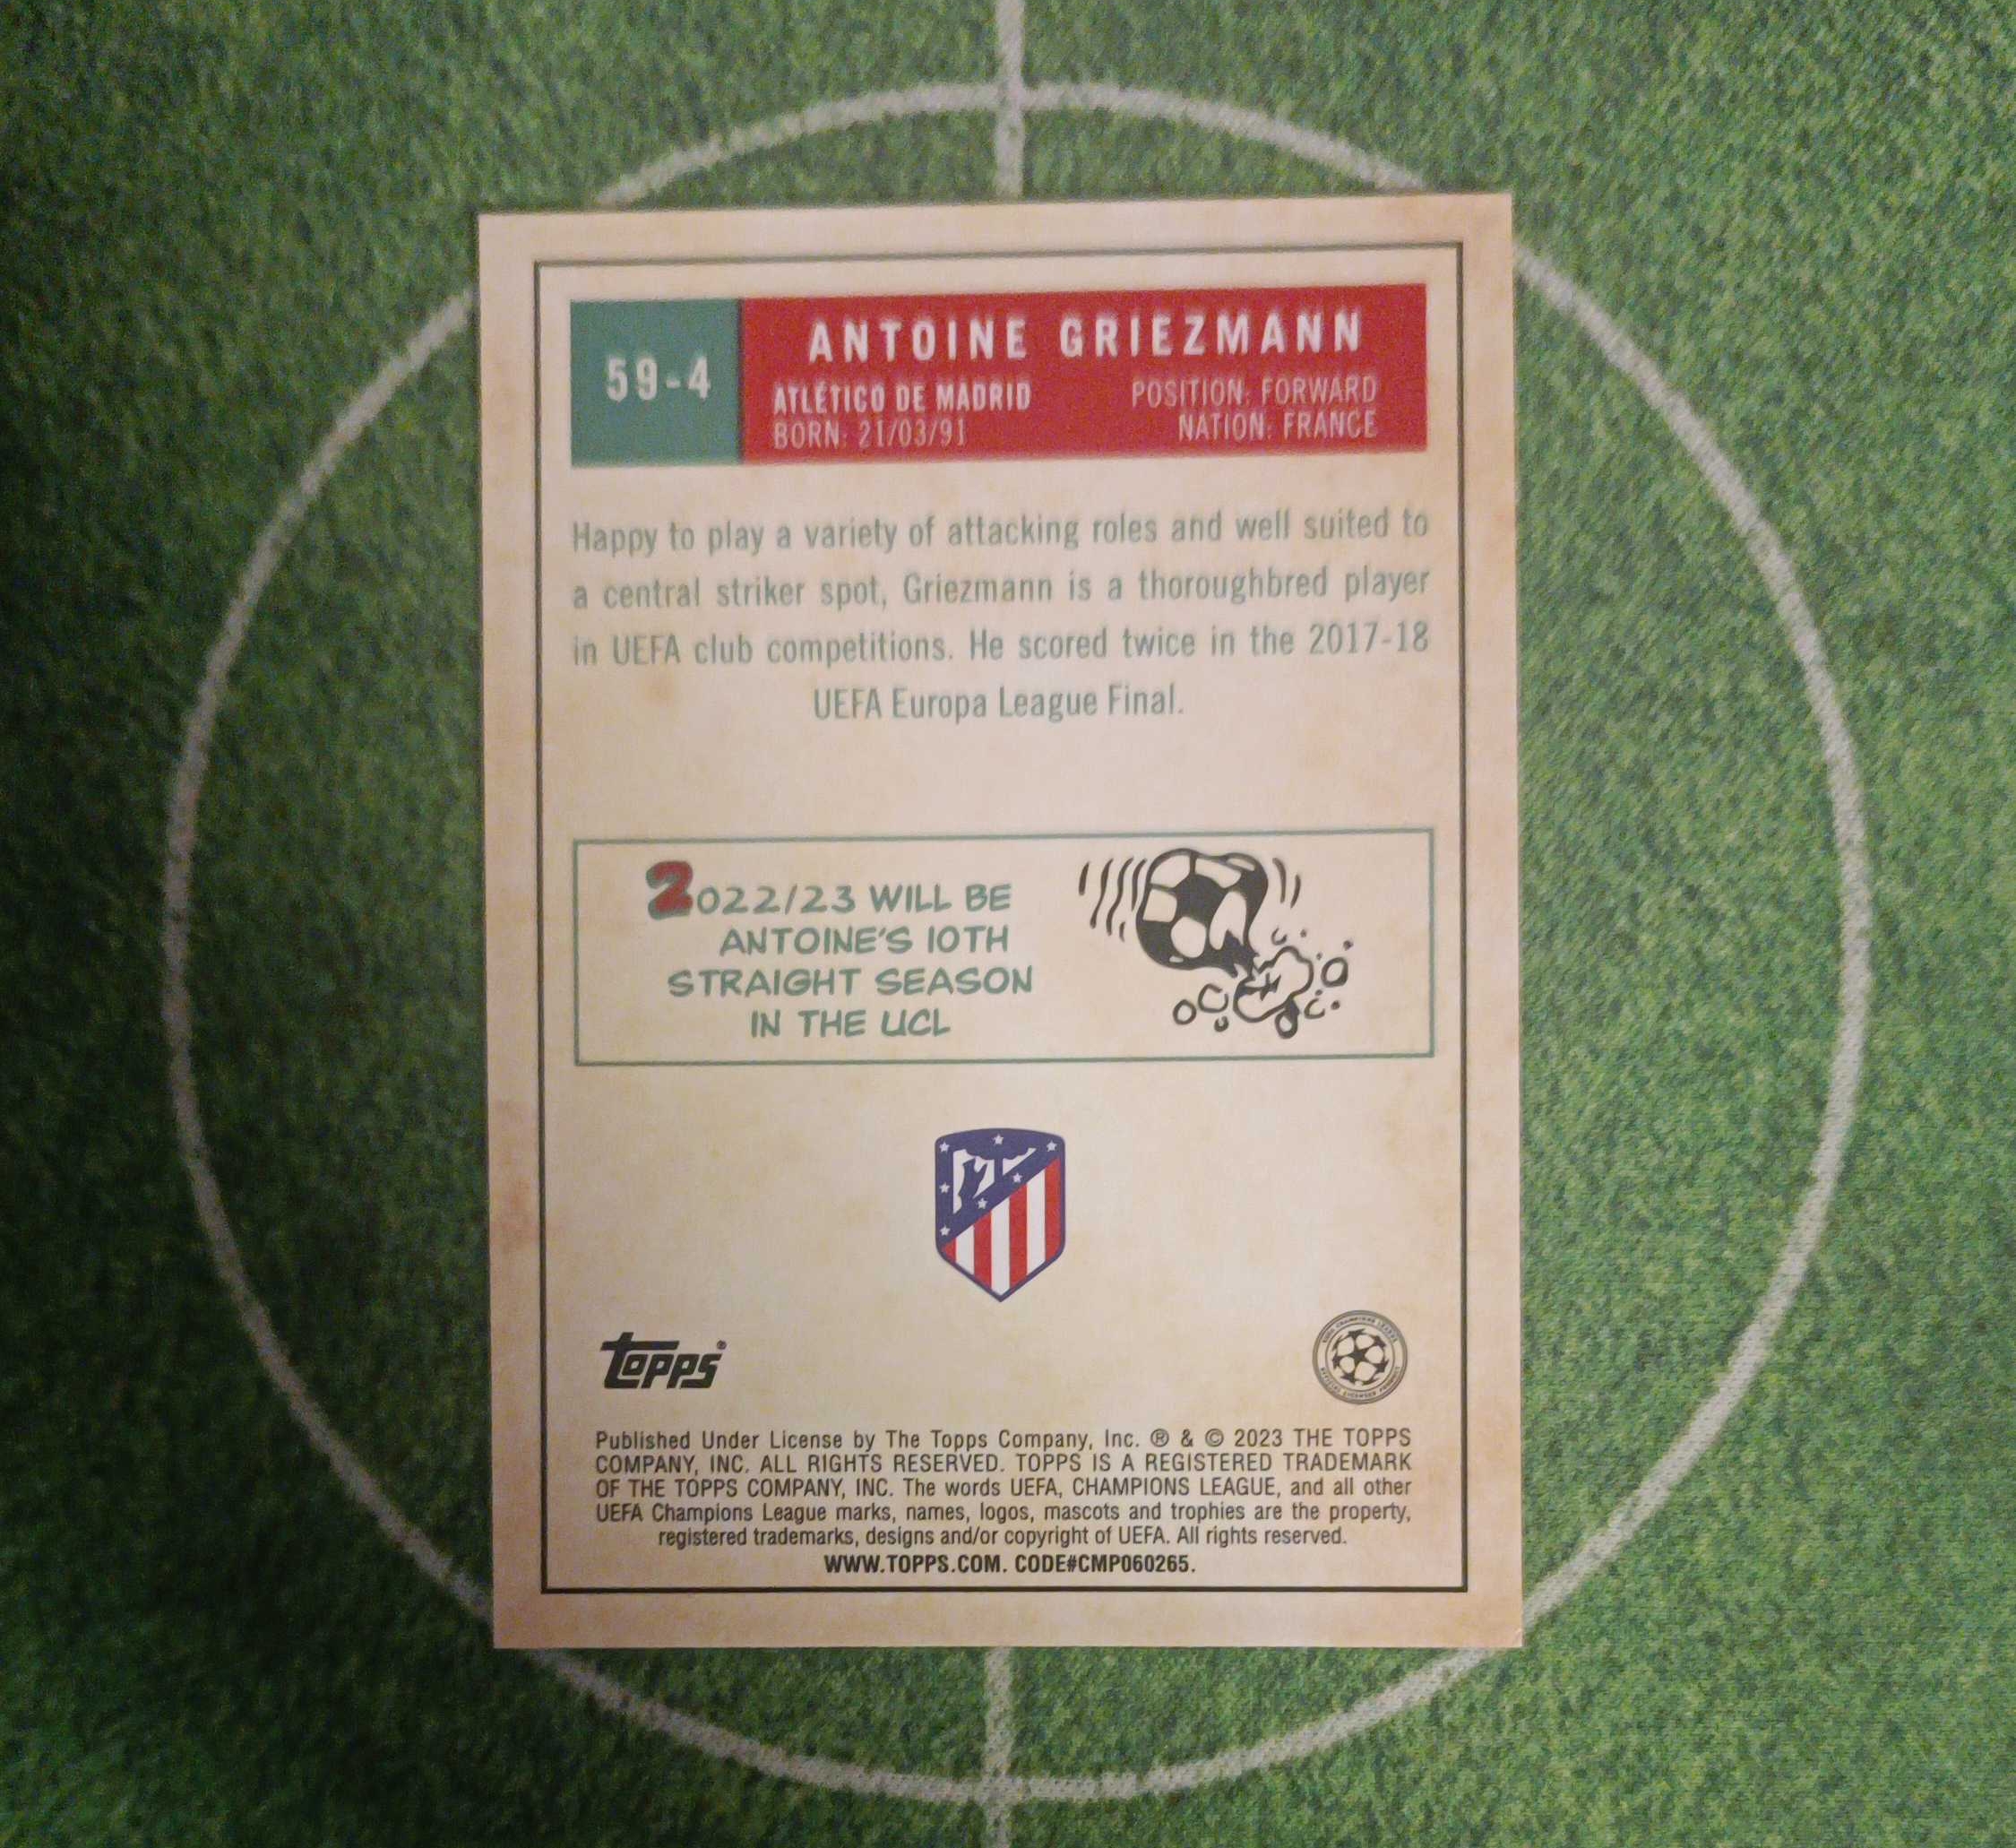 59-4
ANTOINE GRIEZMANN
ATLÉTICO DE MADRID
POSITION: FORWARD
BORN: 21/03/91
NATION: FRANCE
Happy to play a variety of attacking roles and well suited to
a central striker spot, Griezmann is a thoroughbred player
in UEFA club competitions. He scored twice in the 2017-18
UEFA Europa League Final.
2022/23 WILL BE
ANTOINE'S 10TH
STRAIGHT SEASON
IN THE UCL
topps®
Published Under License by The Topps Company, Inc. ® & © 2023 THE TOPPS
COMPANY, INC. ALL RIGHTS RESERVED. TOPPS IS A REGISTERED TRADEMARK
OF THE TOPPS COMPANY, INC. The words UEFA, CHAMPIONS LEAGUE, and all other
UEFA Champions League marks, names, logos, mascots and trophies are the property,
registered trademarks, designs and/or copyright of UEFA. All rights reserved.
WWW.TOPPS.COM. CODE#CMP060265.